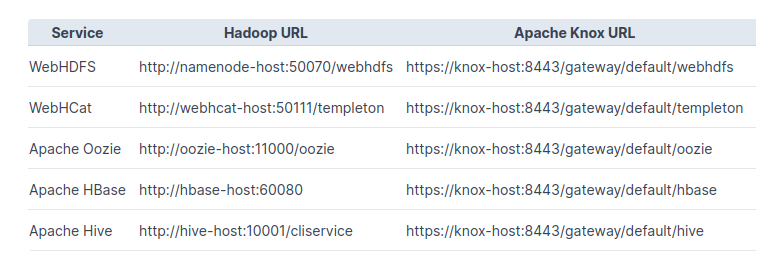 Service Hadoop URL Apache Knox URL
WebHDFS http://namenode-host:50070/webhdfs https://knox-host:8443/gateway/default/webhdfs
WebHCat http://webhcat-host:50111/templeton https://knox-host:8443/gateway/default/templeton
Apache Oozie http://oozie-host:11000/oozie https://knox-host:8443/gateway/default/oozie
Apache HBase http://hbase-host:60080 https://knox-host:8443/gateway/default/hbase
Apache Hive http://hive-host:10001/cliservice https://knox-host:8443/gateway/default/hive